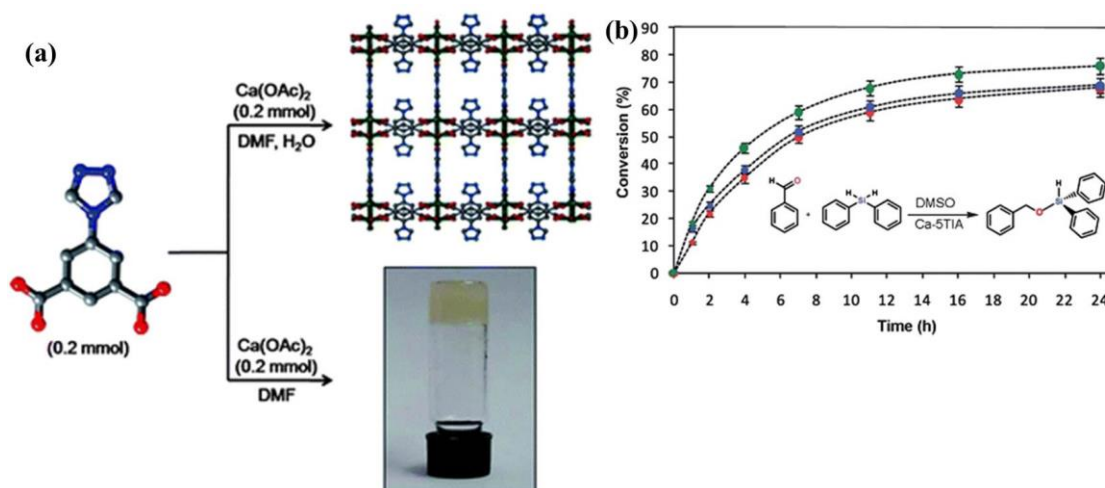 (a)
Ca(OAc)₂
(0.2 mmol)
DMF, H₂O
(0.2 mmol)
Ca(OAc)₂
(0.2 mmol)
DMF
(b)
90
80
70
60
50
40
30
20
10
0
Conversion (%)
H
O
+
H H
Si
DMSO
Ca-5TIA
O
H
Si
0 2 4 6 8 10 12 14 16 18 20 22 24
Time (h)